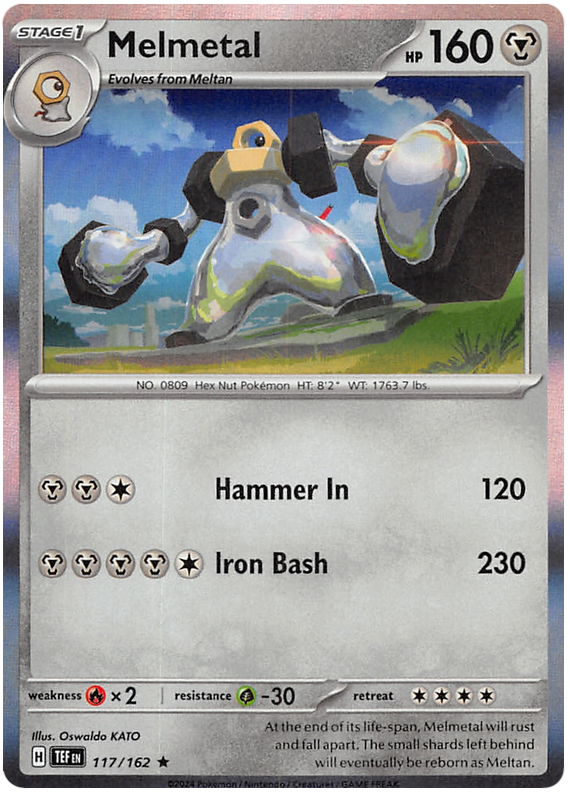 STAGE1
Melmetal
HP 160
Evolves from Meltan
NO. 0809 Hex Nut Pokémon HT: 8'2" WT: 1763.7 lbs.
Hammer In 120
Iron Bash 230
weakness ×2 resistance -30 retreat
Illus. Oswaldo KATO
At the end of its life-span, Melmetal will rust
and fall apart. The small shards left behind
will eventually be reborn as Meltan.
H TEF EN 117/162 ★
©2024 Pokémon / Nintendo / Creatures / GAME FREAK